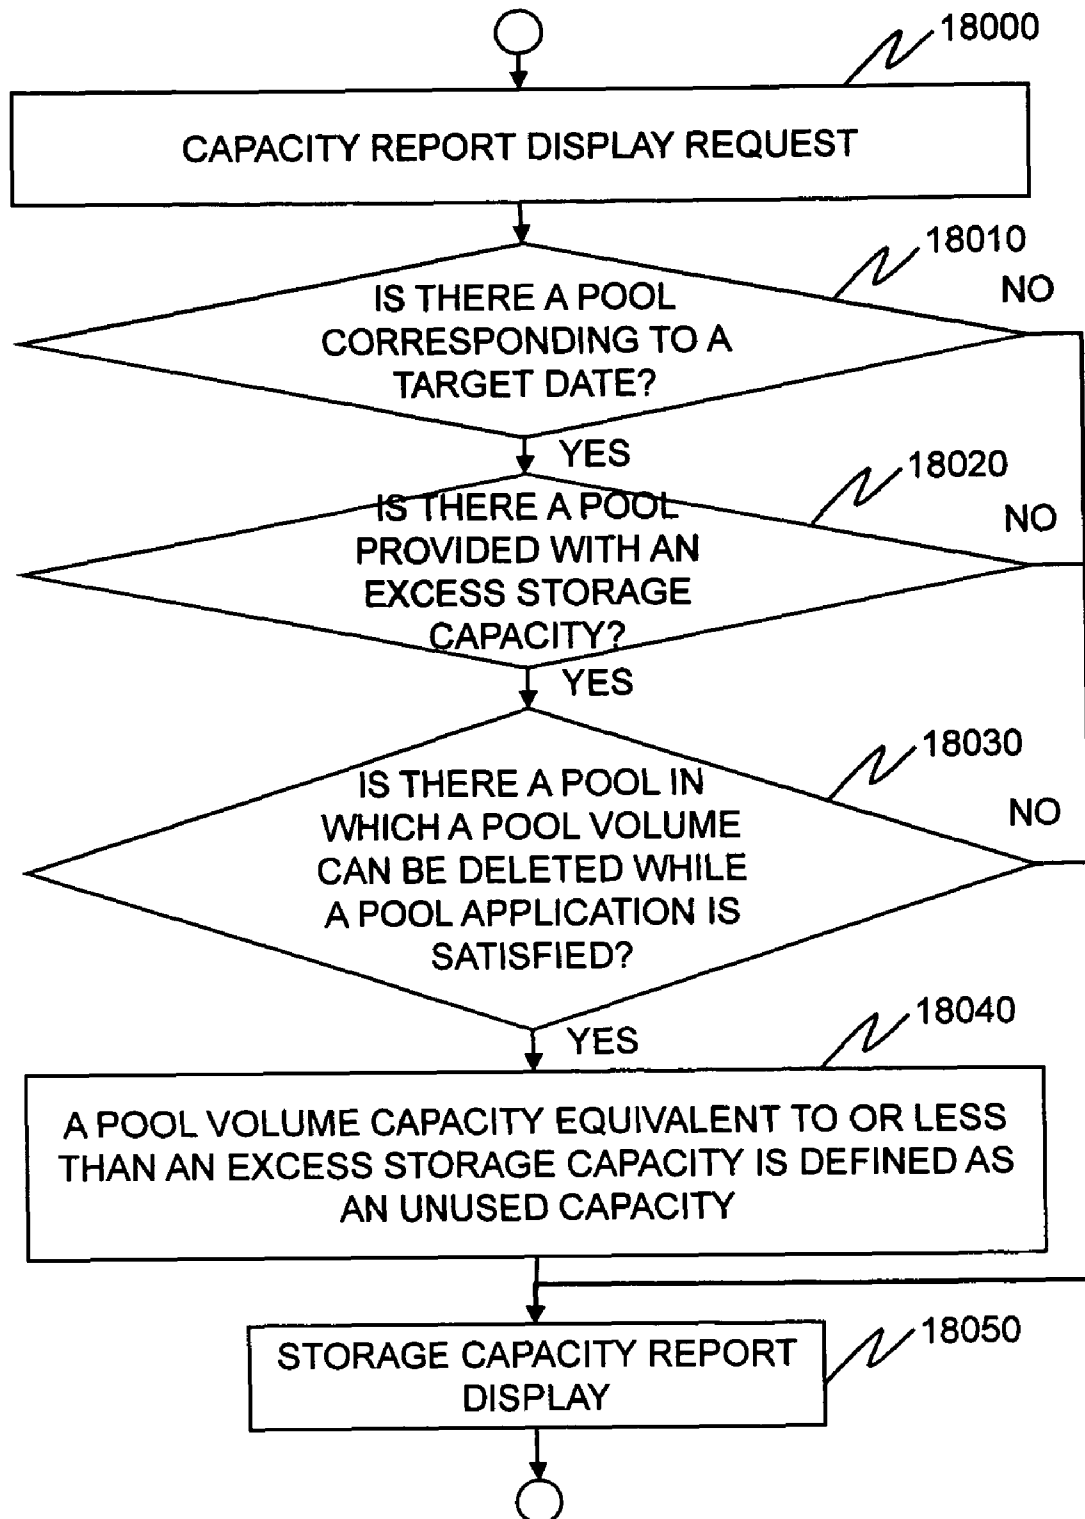 18000
CAPACITY REPORT DISPLAY REQUEST
18010
NO
IS THERE A POOL
CORRESPONDING TO A
TARGET DATE?
YES
18020
NO
IS THERE A POOL
PROVIDED WITH AN
EXCESS STORAGE
CAPACITY?
YES
18030
NO
IS THERE A POOL IN
WHICH A POOL VOLUME
CAN BE DELETED WHILE
A POOL APPLICATION IS
SATISFIED?
YES
18040
A POOL VOLUME CAPACITY EQUIVALENT TO OR LESS
THAN AN EXCESS STORAGE CAPACITY IS DEFINED AS
AN UNUSED CAPACITY
18050
STORAGE CAPACITY REPORT
DISPLAY